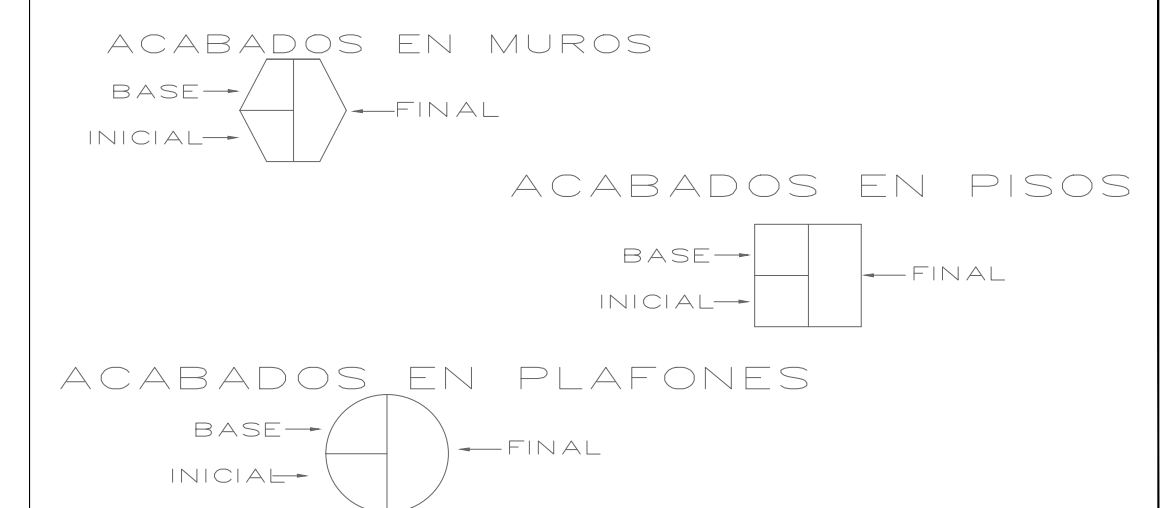 ACABADOS EN MUROS
BASE
FINAL
INICIAL
ACABADOS EN PISOS
BASE
FINAL
INICIAL
ACABADOS EN PLAFONES
BASE
FINAL
INICIAL